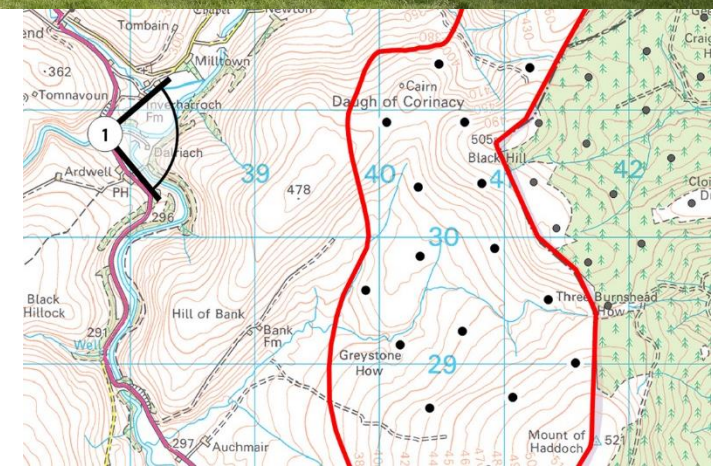 Tombain
Newton
Milltown
362
Tomnavoun
Inverharroch
Fm
1
Dalriach
Ardwell
PH
296
Cairn
Daugh of Corinacy
505
Black Hill
39
40
42
478
30
Black
Hillock
Hill of Bank
291
Bank
Fm
Three Burnshead
How
Greystone
How
29
Mount of
Haddoch
521
297
Auchmair